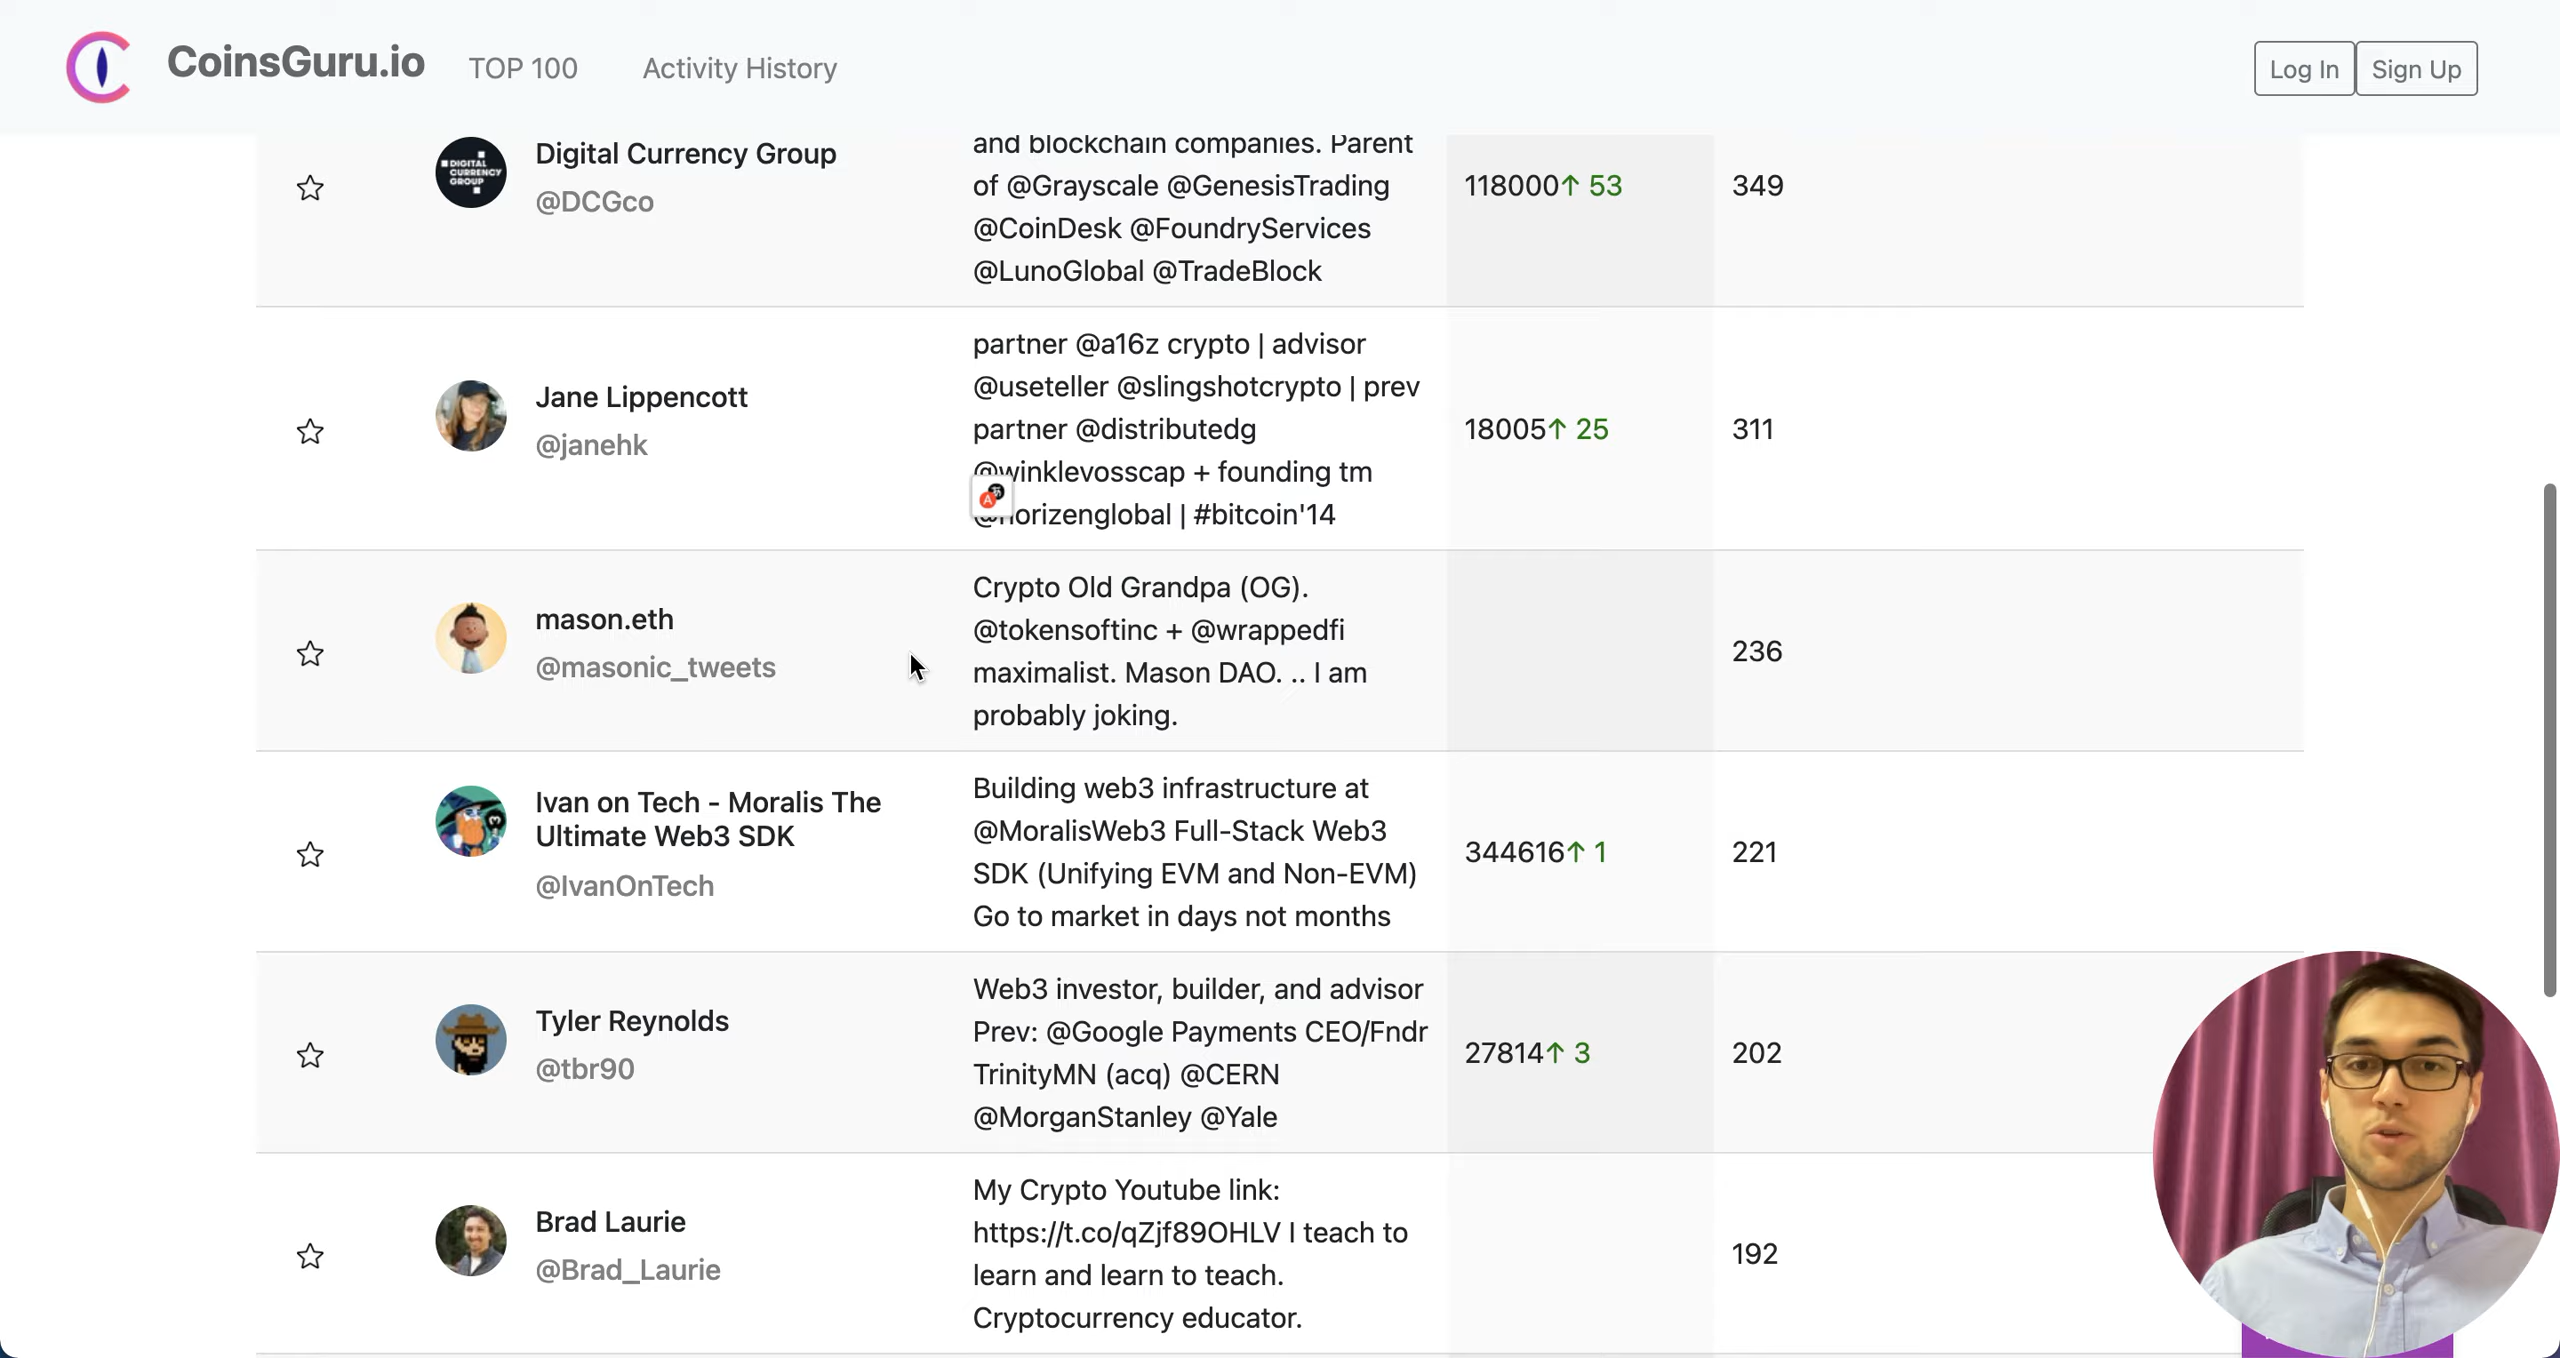 CoinsGuru.io
TOP 100
Activity History
Log In
Sign Up
Digital Currency Group
@DCGco
and blockchain companies. Parent
of @Grayscale @GenesisTrading
@CoinDesk @FoundryServices
@LunoGlobal @TradeBlock
118000↑ 53
349
DIGITAL
CURRENCY
GROUP
Jane Lippencott
@janehk
partner @a16z crypto | advisor
@useteller @slingshotcrypto | prev
partner @distributedg
@winklevosscap + founding tm
@horizenglobal | #bitcoin'14
18005↑ 25
311
mason.eth
@masonic_tweets
Crypto Old Grandpa (OG).
@tokensoftinc + @wrappedfi
maximalist. Mason DAO. .. I am
probably joking.
236
Ivan on Tech - Moralis The
Ultimate Web3 SDK
@IvanOnTech
Building web3 infrastructure at
@MoralisWeb3 Full-Stack Web3
SDK (Unifying EVM and Non-EVM)
Go to market in days not months
344616↑ 1
221
Tyler Reynolds
@tbr90
Web3 investor, builder, and advisor
Prev: @Google Payments CEO/Fndr
TrinityMN (acq) @CERN
@MorganStanley @Yale
27814↑ 3
202
Brad Laurie
@Brad_Laurie
My Crypto Youtube link:
https://t.co/qZjf89OHLV I teach to
learn and learn to teach.
Cryptocurrency educator.
192